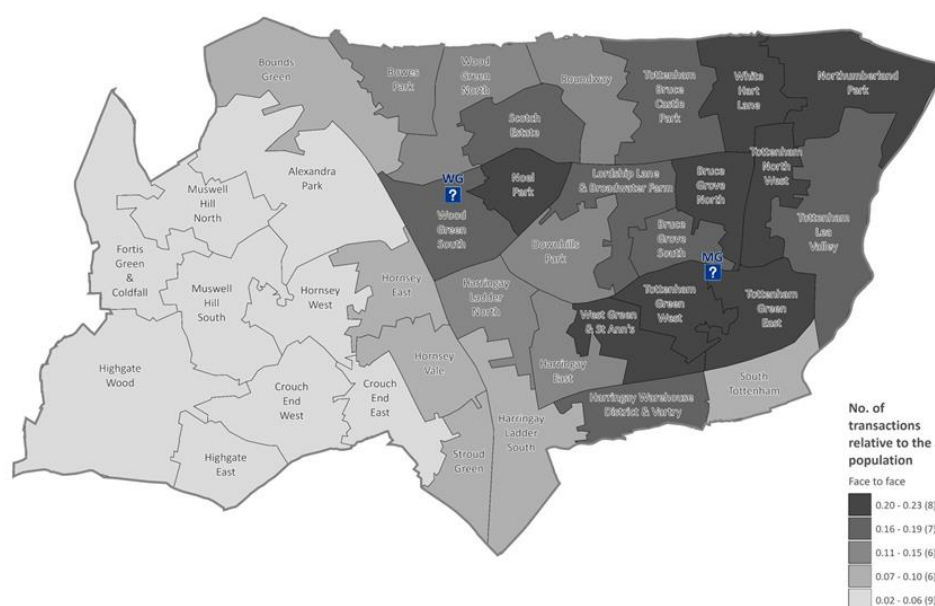 Bounds
Green
Bowes
Park
Wood
Green
North
Roundway
Tottenham
Bruce
Castle
Park
White
Hart
Lane
Northumberland
Park
Scotch
Estate
Alexandra
Park
Muswell
Hill
North
WG
?
Noel
Park
Lordship Lane
& Broadwater Farm
Bruce
Grove
North
Tottenham
North
West
Wood
Green
South
Downhills
Park
Bruce
Grove
South
Tottenham
Lea
Valley
Fortis
Green
&
Coldfall
Muswell
Hill
South
Hornsey
West
Hornsey
East
Harringay
Ladder
North
MG
?
Tottenham
Green
West
Tottenham
Green
East
West Green
& St Ann's
Highgate
Wood
Hornsey
Vale
Harringay
East
South
Tottenham
Crouch
End
West
Crouch
End
East
Harringay Warehouse
District & Vartry
Harringay
Ladder
South
Highgate
East
Stroud
Green
No. of
transactions
relative to the
population
Face to face
0.20 - 0.23 (8)
0.16 - 0.19 (7)
0.11 - 0.15 (6)
0.07 - 0.10 (6)
0.02 - 0.06 (9)